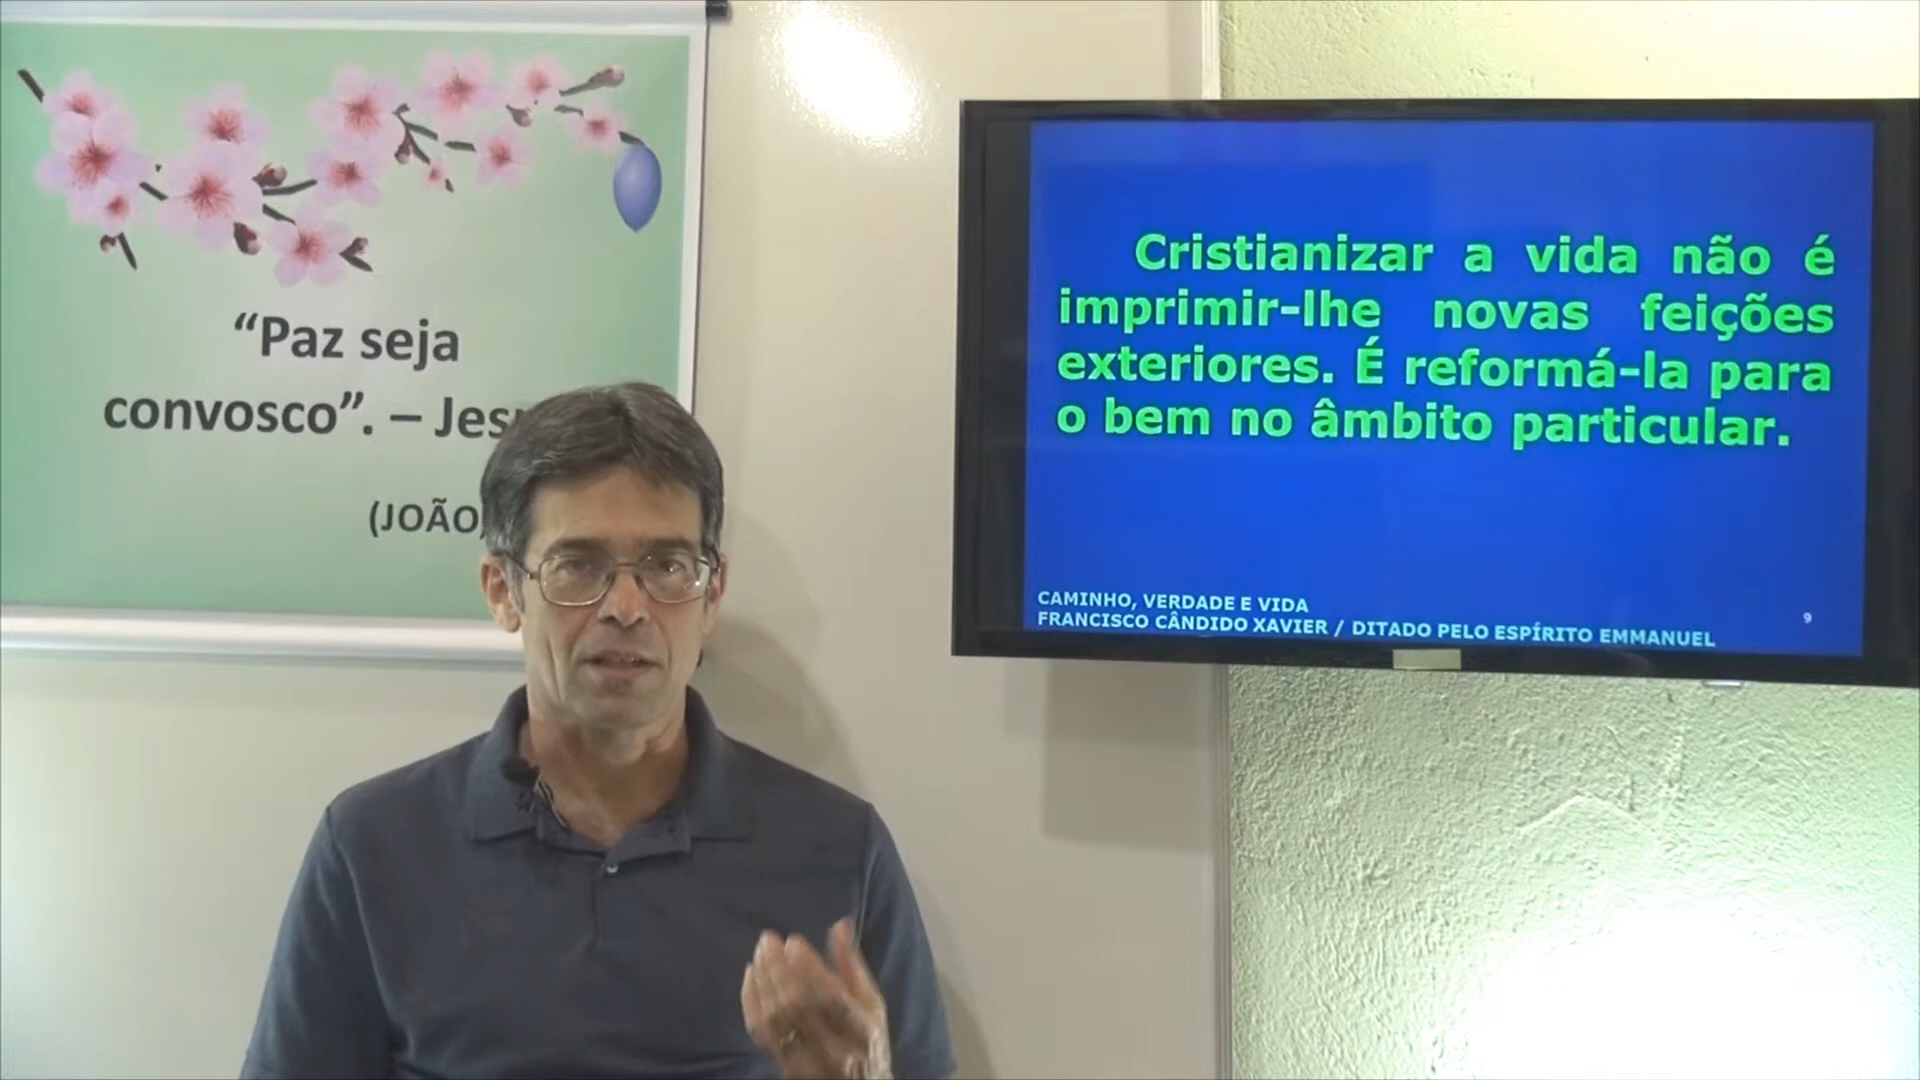 “Paz seja
convosco”. – Jes
(JOÃO,
Cristianizar a vida não é
imprimir-lhe novas feições
exteriores. É reformá-la para
o bem no âmbito particular.
CAMINHO, VERDADE E VIDA
FRANCISCO CÂNDIDO XAVIER / DITADO PELO ESPÍRITO EMMANUEL
9